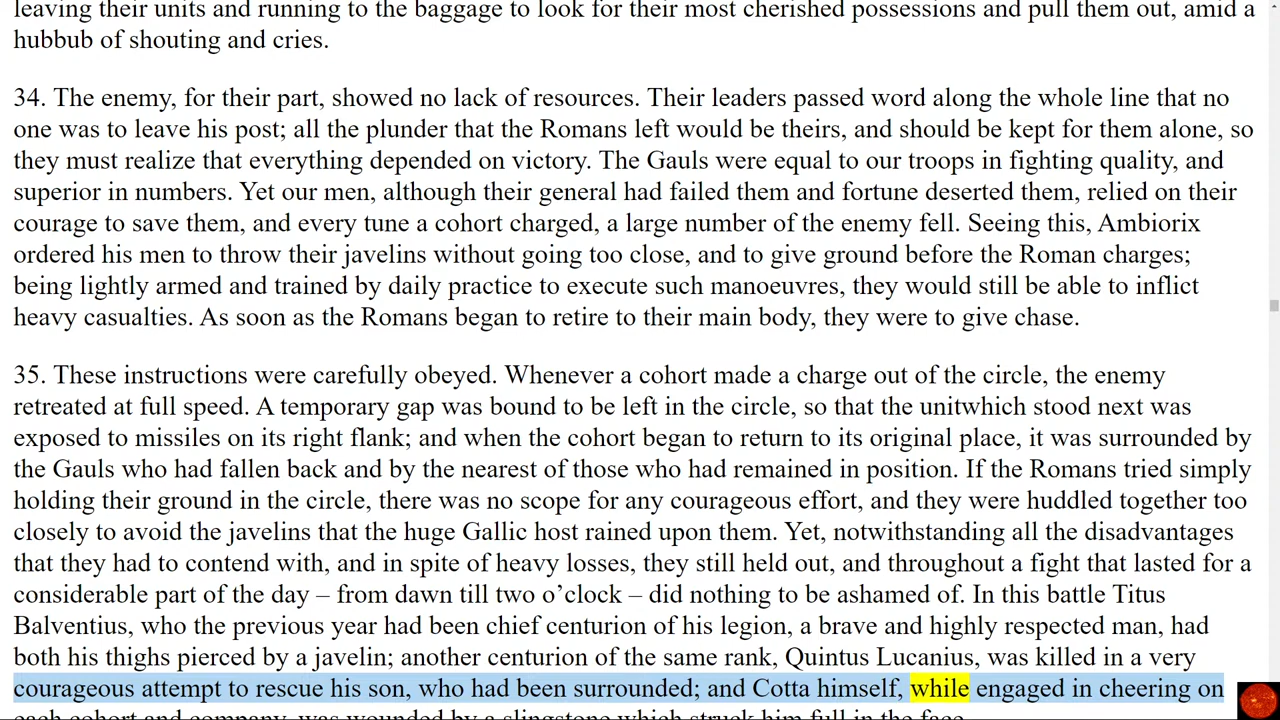 leaving their units and running to the baggage to look for their most cherished possessions and pull them out, amid a
hubbub of shouting and cries.
34. The enemy, for their part, showed no lack of resources. Their leaders passed word along the whole line that no
one was to leave his post; all the plunder that the Romans left would be theirs, and should be kept for them alone, so
they must realize that everything depended on victory. The Gauls were equal to our troops in fighting quality, and
superior in numbers. Yet our men, although their general had failed them and fortune deserted them, relied on their
courage to save them, and every tune a cohort charged, a large number of the enemy fell. Seeing this, Ambiorix
ordered his men to throw their javelins without going too close, and to give ground before the Roman charges;
being lightly armed and trained by daily practice to execute such manoeuvres, they would still be able to inflict
heavy casualties. As soon as the Romans began to retire to their main body, they were to give chase.
35. These instructions were carefully obeyed. Whenever a cohort made a charge out of the circle, the enemy
retreated at full speed. A temporary gap was bound to be left in the circle, so that the unitwhich stood next was
exposed to missiles on its right flank; and when the cohort began to return to its original place, it was surrounded by
the Gauls who had fallen back and by the nearest of those who had remained in position. If the Romans tried simply
holding their ground in the circle, there was no scope for any courageous effort, and they were huddled together too
closely to avoid the javelins that the huge Gallic host rained upon them. Yet, notwithstanding all the disadvantages
that they had to contend with, and in spite of heavy losses, they still held out, and throughout a fight that lasted for a
considerable part of the day – from dawn till two o’clock – did nothing to be ashamed of. In this battle Titus
Balventius, who the previous year had been chief centurion of his legion, a brave and highly respected man, had
both his thighs pierced by a javelin; another centurion of the same rank, Quintus Lucanius, was killed in a very
courageous attempt to rescue his son, who had been surrounded; and Cotta himself, while engaged in cheering on
each cohort and company, was wounded by a slingstone which struck him full in the face.